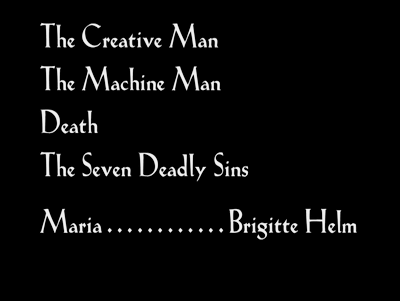 The Creative Man
The Machine Man
Death
The Seven Deadly Sins
Maria . . . . . . . . . . . . Brigitte Helm